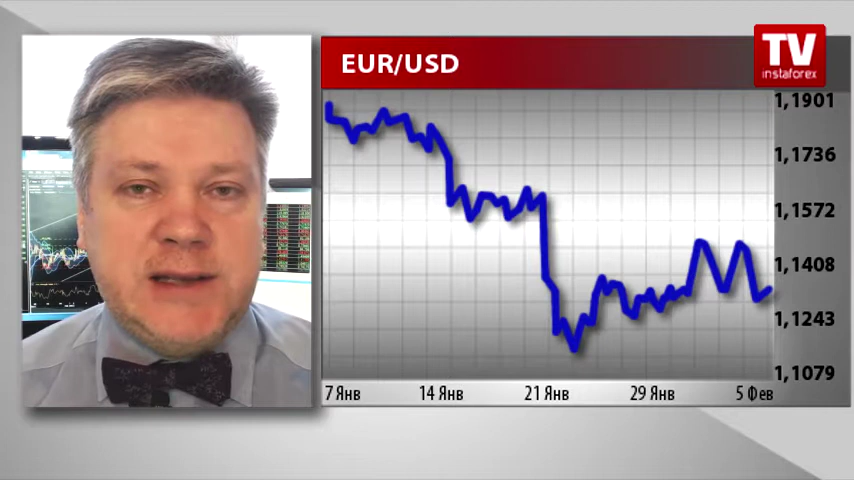 EUR/USD
TV
instaforex
1,1901
1,1736
1,1572
1,1408
1,1243
1,1079
7 Янв 14 Янв 21 Янв 29 Янв 5 Фев